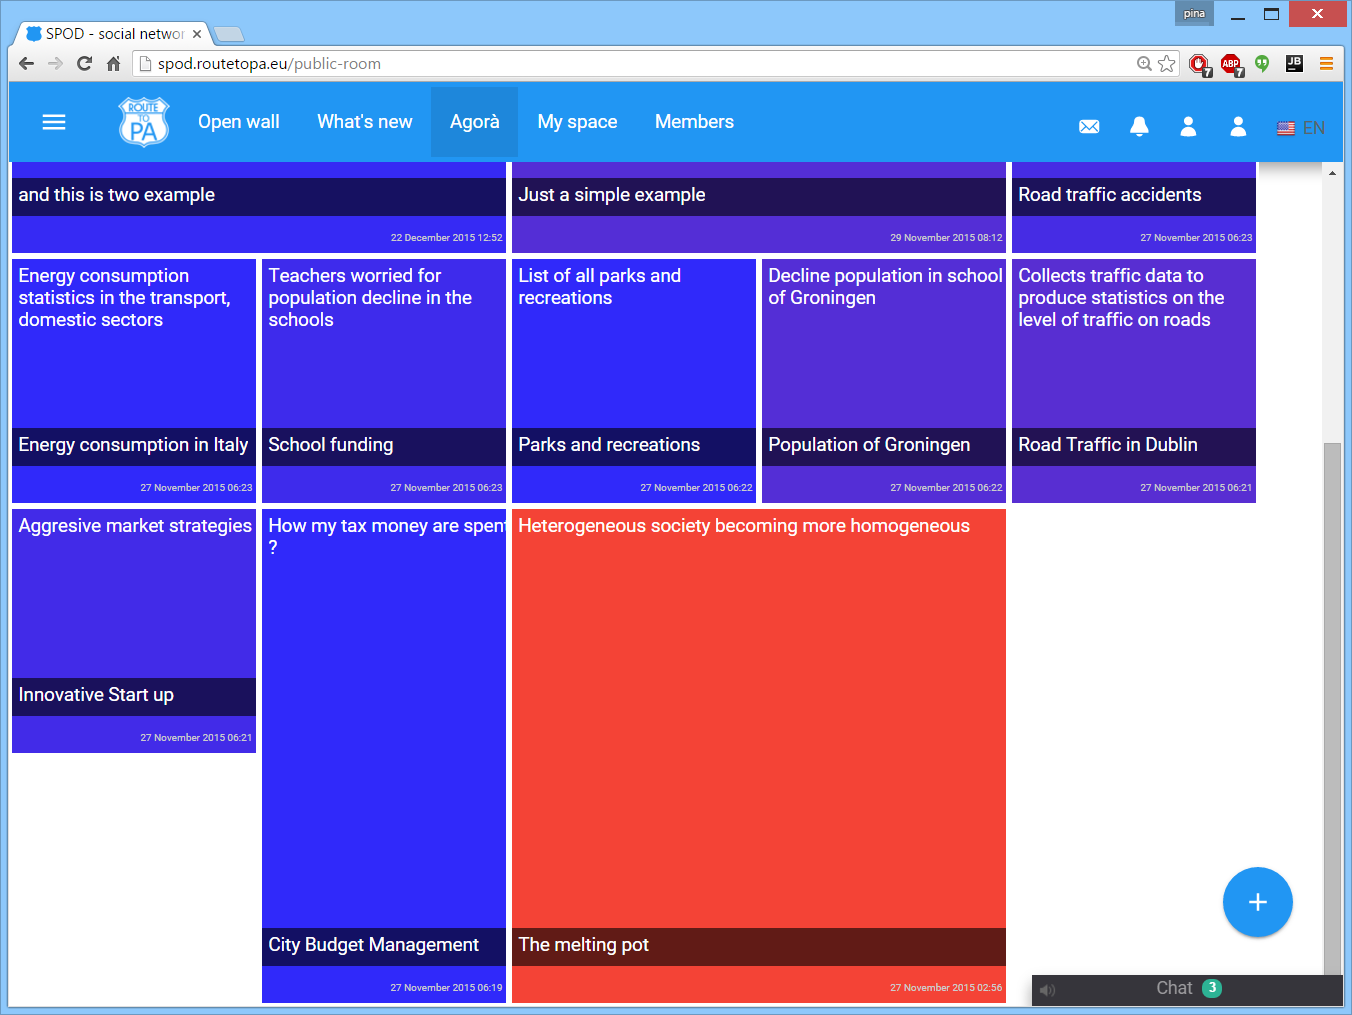 pina
SPOD - social networ
spod.routetopa.eu/public-room
7
ABP
7
JB
ROUTE
TO
PA
Open wall
What's new
Agorà
My space
Members
EN
and this is two example
22 December 2015 12:52
Just a simple example
29 November 2015 08:12
Road traffic accidents
27 November 2015 06:23
Energy consumption
statistics in the transport,
domestic sectors
Energy consumption in Italy
27 November 2015 06:23
Teachers worried for
population decline in the
schools
School funding
27 November 2015 06:23
List of all parks and
recreations
Parks and recreations
27 November 2015 06:22
Decline population in school
of Groningen
Population of Groningen
27 November 2015 06:22
Collects traffic data to
produce statistics on the
level of traffic on roads
Road Traffic in Dublin
27 November 2015 06:21
Aggresive market strategies
Innovative Start up
27 November 2015 06:21
How my tax money are spent
?
City Budget Management
27 November 2015 06:19
Heterogeneous society becoming more homogeneous
The melting pot
27 November 2015 02:56
Chat 3